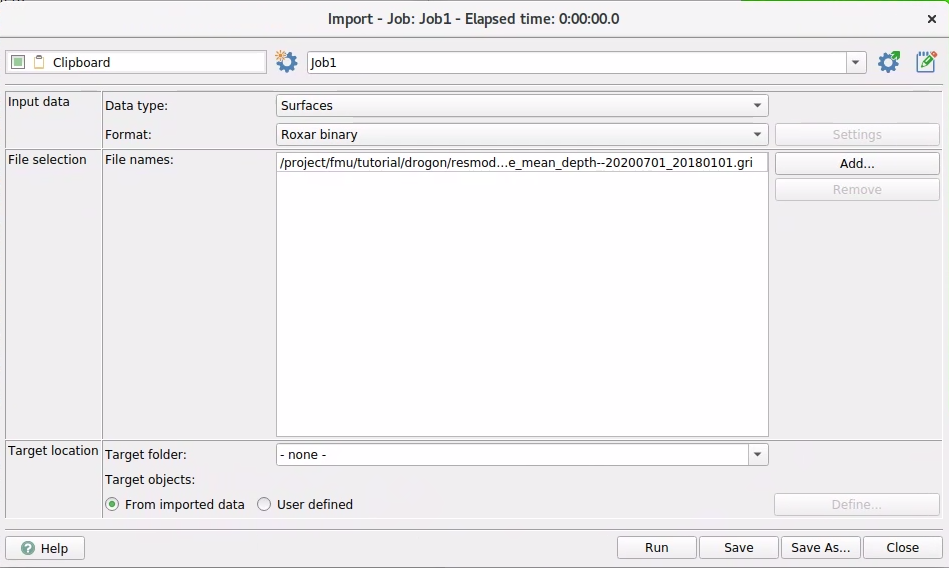 Import - Job: Job1 - Elapsed time: 0:00:00.0
Clipboard
Job1
Input data
Data type:
Surfaces
Format:
Roxar binary
Settings
File selection
File names:
/project/fmu/tutorial/drogon/resmod...e_mean_depth--20200701_20180101.gri
Add...
Remove
Target location
Target folder:
- none -
Target objects:
From imported data
User defined
Define...
Help
Run
Save
Save As...
Close